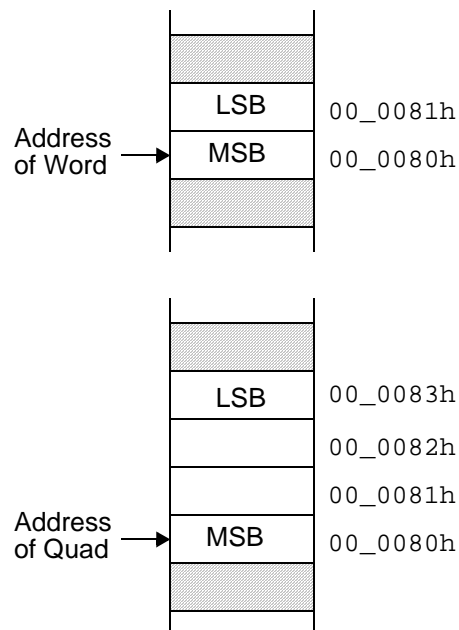 LSB 00_0081h
Address
of Word
MSB 00_0080h
LSB 00_0083h
00_0082h
00_0081h
Address
of Quad
MSB 00_0080h